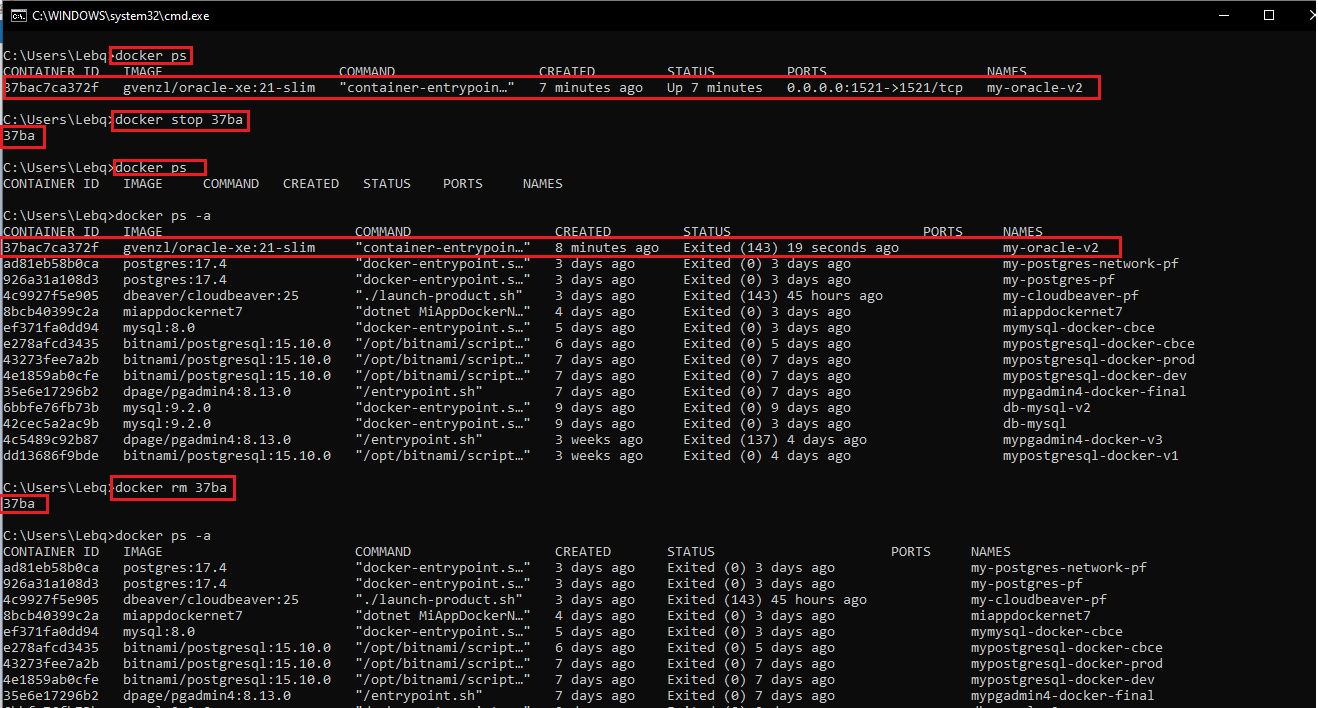 C:\WINDOWS\system32\cmd.exe
C:\Users\Lebq>docker ps
CONTAINER ID   IMAGE                    COMMAND                  CREATED         STATUS         PORTS                    NAMES
37bac7ca372f   gvenzl/oracle-xe:21-slim   "container-entrypoin…"   7 minutes ago   Up 7 minutes   0.0.0.0:1521->1521/tcp   my-oracle-v2
C:\Users\Lebq>docker stop 37ba
37ba
C:\Users\Lebq>docker ps
CONTAINER ID   IMAGE     COMMAND   CREATED   STATUS    PORTS     NAMES
C:\Users\Lebq>docker ps -a
CONTAINER ID   IMAGE   COMMAND   CREATED   STATUS   PORTS   NAMES
37bac7ca372f   gvenzl/oracle-xe:21-slim   "container-entrypoin…"   8 minutes ago   Exited (143) 19 seconds ago   my-oracle-v2
ad81eb58b0ca   postgres:17.4   "docker-entrypoint.s…"   3 days ago   Exited (0) 3 days ago   my-postgres-network-pf
926a31a108d3   postgres:17.4   "docker-entrypoint.s…"   3 days ago   Exited (0) 3 days ago   my-postgres-pf
4c9927f5e905   dbeaver/cloudbeaver:25   "./launch-product.sh"   3 days ago   Exited (143) 45 hours ago   my-cloudbeaver-pf
8bcb40399c2a   miappdockernet7   "dotnet MiAppDockerN…"   4 days ago   Exited (0) 3 days ago   miappdockernet7
ef371fa0dd94   mysql:8.0   "docker-entrypoint.s…"   5 days ago   Exited (0) 3 days ago   mymysql-docker-cbce
e278afcd3435   bitnami/postgresql:15.10.0   "/opt/bitnami/script…"   6 days ago   Exited (0) 5 days ago   mypostgresql-docker-cbce
43273fee7a2b   bitnami/postgresql:15.10.0   "/opt/bitnami/script…"   7 days ago   Exited (0) 7 days ago   mypostgresql-docker-prod
4e1859ab0cfe   bitnami/postgresql:15.10.0   "/opt/bitnami/script…"   7 days ago   Exited (0) 7 days ago   mypostgresql-docker-dev
35e6e17296b2   dpage/pgadmin4:8.13.0   "/entrypoint.sh"   7 days ago   Exited (0) 7 days ago   mypgadmin4-docker-final
6bbfe76fb73b   mysql:9.2.0   "docker-entrypoint.s…"   9 days ago   Exited (0) 9 days ago   db-mysql-v2
42cec5a2ac9b   mysql:9.2.0   "docker-entrypoint.s…"   9 days ago   Exited (0) 3 days ago   db-mysql
4c5489c92b87   dpage/pgadmin4:8.13.0   "/entrypoint.sh"   3 weeks ago   Exited (137) 4 days ago   mypgadmin4-docker-v3
dd13686f9bde   bitnami/postgresql:15.10.0   "/opt/bitnami/script…"   3 weeks ago   Exited (0) 4 days ago   mypostgresql-docker-v1
C:\Users\Lebq>docker rm 37ba
37ba
C:\Users\Lebq>docker ps -a
CONTAINER ID   IMAGE   COMMAND   CREATED   STATUS   PORTS   NAMES
ad81eb58b0ca   postgres:17.4   "docker-entrypoint.s…"   3 days ago   Exited (0) 3 days ago   my-postgres-network-pf
926a31a108d3   postgres:17.4   "docker-entrypoint.s…"   3 days ago   Exited (0) 3 days ago   my-postgres-pf
4c9927f5e905   dbeaver/cloudbeaver:25   "./launch-product.sh"   3 days ago   Exited (143) 45 hours ago   my-cloudbeaver-pf
8bcb40399c2a   miappdockernet7   "dotnet MiAppDockerN…"   4 days ago   Exited (0) 3 days ago   miappdockernet7
ef371fa0dd94   mysql:8.0   "docker-entrypoint.s…"   5 days ago   Exited (0) 3 days ago   mymysql-docker-cbce
e278afcd3435   bitnami/postgresql:15.10.0   "/opt/bitnami/script…"   6 days ago   Exited (0) 5 days ago   mypostgresql-docker-cbce
43273fee7a2b   bitnami/postgresql:15.10.0   "/opt/bitnami/script…"   7 days ago   Exited (0) 7 days ago   mypostgresql-docker-prod
4e1859ab0cfe   bitnami/postgresql:15.10.0   "/opt/bitnami/script…"   7 days ago   Exited (0) 7 days ago   mypostgresql-docker-dev
35e6e17296b2   dpage/pgadmin4:8.13.0   "/entrypoint.sh"   7 days ago   Exited (0) 7 days ago   mypgadmin4-docker-final